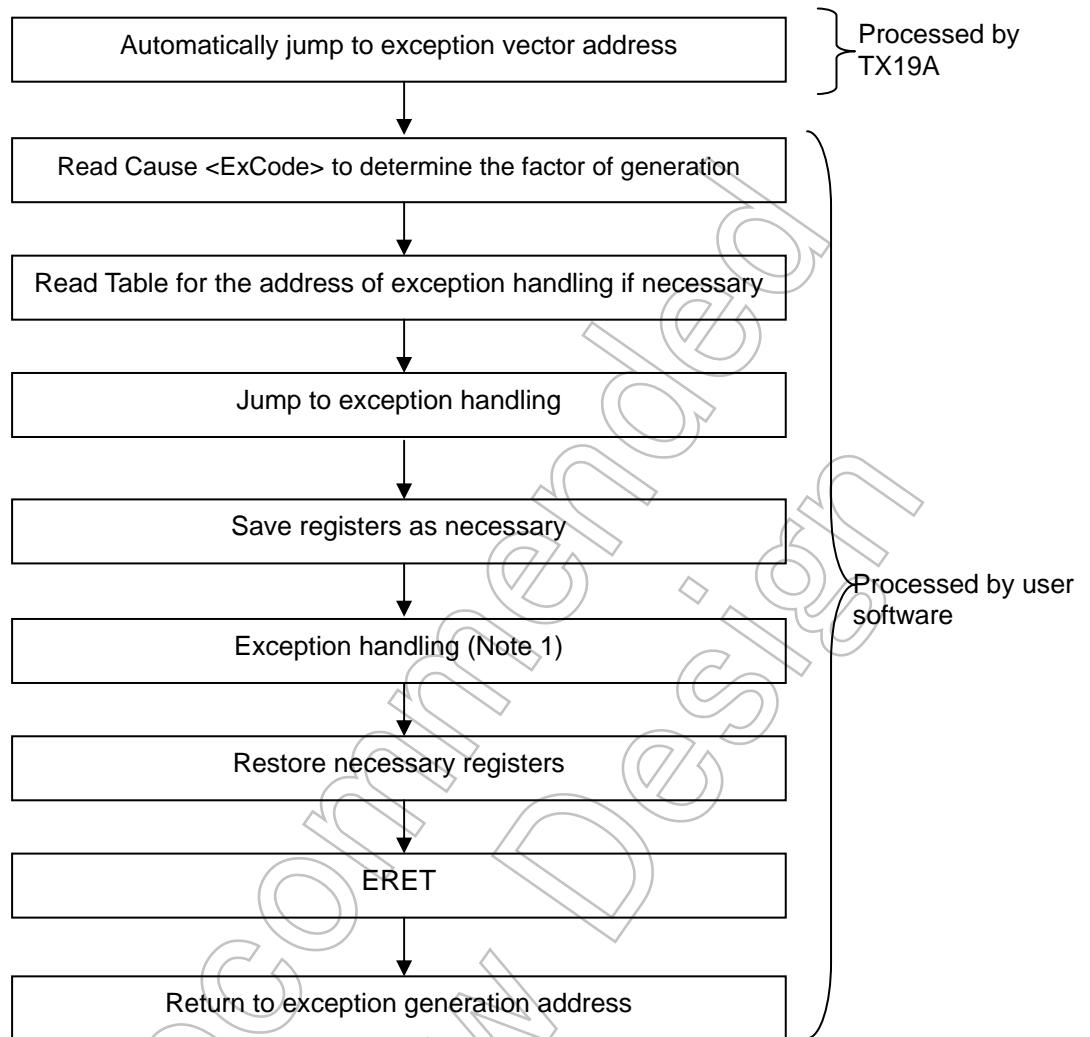 Automatically jump to exception vector address
Processed by
TX19A
Read Cause <ExCode> to determine the factor of generation
Read Table for the address of exception handling if necessary
Jump to exception handling
Save registers as necessary
Processed by user
software
Exception handling (Note 1)
Restore necessary registers
ERET
Return to exception generation address
commended
w Design